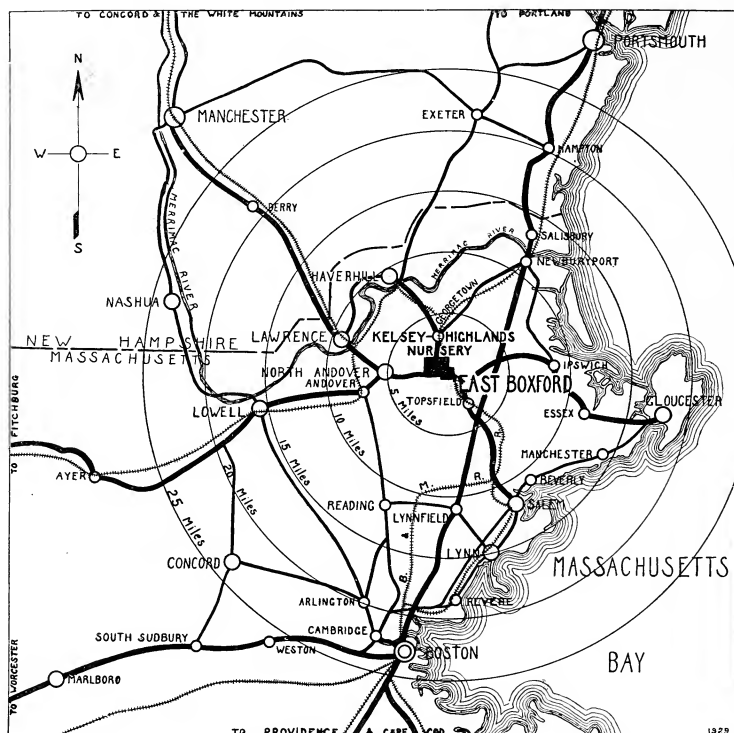 TO CONCORD & THE WHITE MOUNTAINS
TO PORTLAND
PORTSMOUTH
N
W
E
S
MANCHESTER
EXETER
HAMPTON
DERRY
MERRIMAC RIVER
SALISBURY
NEWBURYPORT
HAVERHILL
MERRIMAC RIVER
GEORGETOWN
NASHUA
LAWRENCE
KELSEY-HIGHLANDS
NURSERY
NEW HAMPSHIRE
MASSACHUSETTS
NORTH ANDOVER
ANDOVER
EAST BOXFORD
IPSWICH
TOPSFIELD
5 Miles
10 Miles
15 Miles
20 Miles
25 Miles
LOWELL
ESSEX
GLOUCESTER
TO FITCHBURG
AYER
MANCHESTER
BEVERLY
SALEM
READING
LYNNFIELD
B. & M. R. R.
LYNN
CONCORD
MASSACHUSETTS
BAY
ARLINGTON
REVERE
CAMBRIDGE
SOUTH SUDBURY
WESTON
BOSTON
TO WORCESTER
MARLBORO
TO PROVIDENCE & CAPE COD
1329